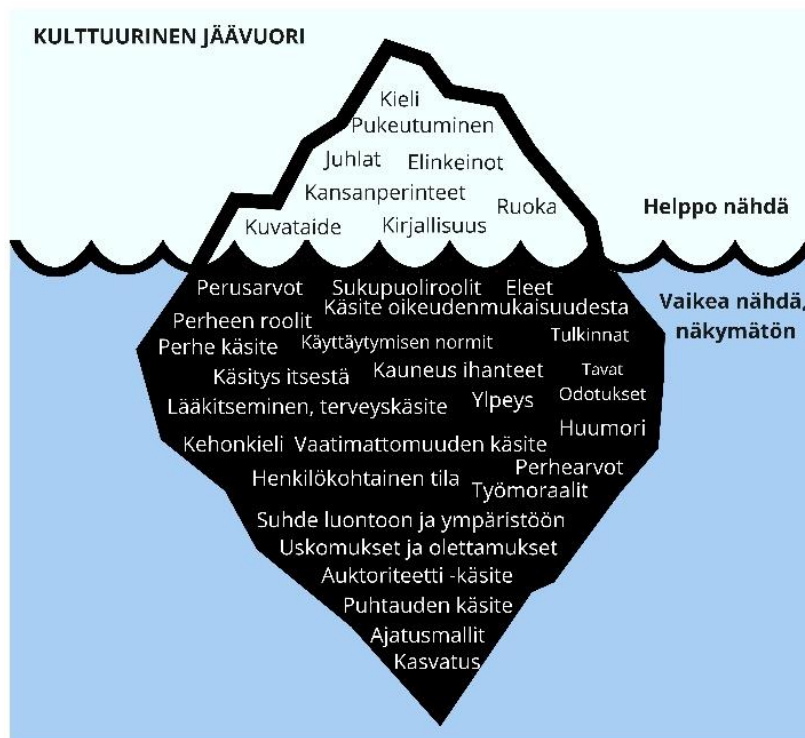 KULTTUURINEN JÄÄVUORI
Kieli
Pukeutuminen
Juhlat Elinkeinot
Kansanperinteet
Ruoka
Kuvataide Kirjallisuus
Helppo nähdä
Perusarvot Sukupuoliroolit Eleet
Käsite oikeudenmukaisuudesta
Vaikea nähdä,
näkymätön
Perheen roolit
Perhe käsite Käyttäytymisen normit Tulkinnat
Käsitys itsestä Kauneus ihanteet Tavat
Lääkitseminen, terveyskäsite Ylpeys Odotukset
Huumori
Kehonkieli Vaatimattomuuden käsite
Perhearvot
Henkilökohtainen tila
Työmoraalit
Suhde luontoon ja ympäristöön
Uskomukset ja olettamukset
Auktoriteetti -käsite
Puhtauden käsite
Ajatusmallit
Kasvatus